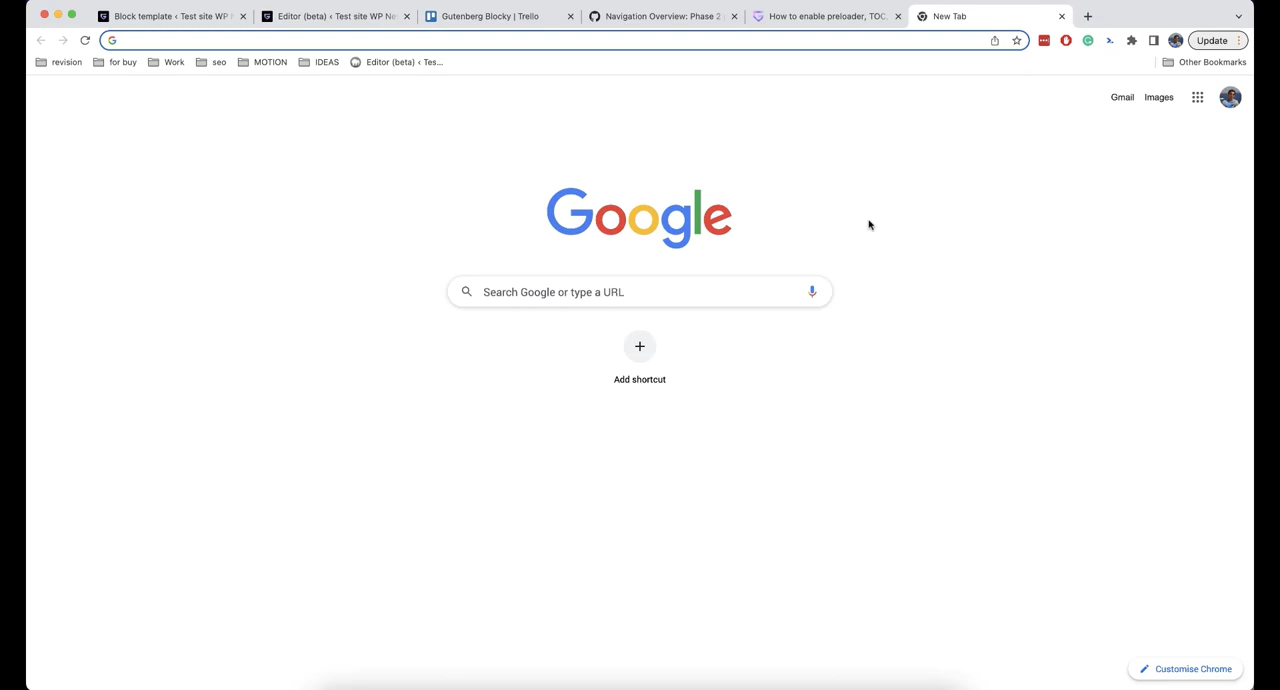 Block template ‹ Test site WP N
Editor (beta) ‹ Test site WP Ne
Gutenberg Blocky | Trello
Navigation Overview: Phase 2
How to enable preloader, TOC,
New Tab
Update
revision
for buy
Work
seo
MOTION
IDEAS
Editor (beta) ‹ Tes...
Other Bookmarks
Gmail
Images
Google
Search Google or type a URL
Add shortcut
Customise Chrome